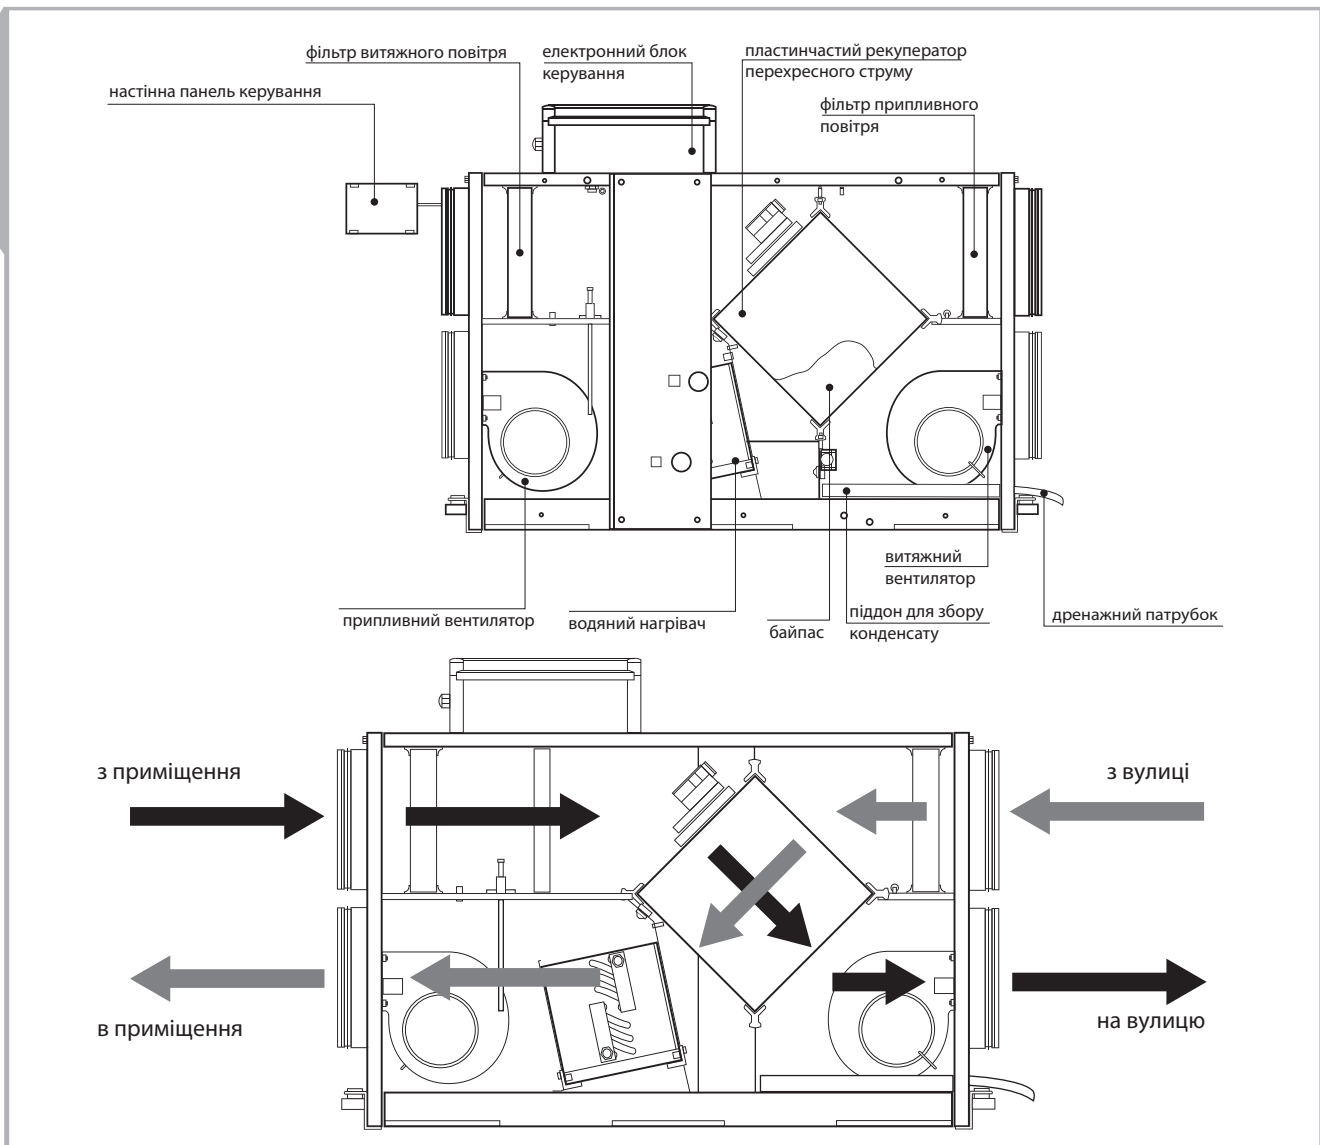 фільтр витяжного повітря
електронний блок
керування
пластинчастий рекуператор
перехресного струму
настінна панель керування
фільтр припливного
повітря
витяжний
вентилятор
припливний вентилятор
водяний нагрівач
байпас
піддон для збору
конденсату
дренажний патрубок
з приміщення
з вулиці
в приміщення
на вулицю